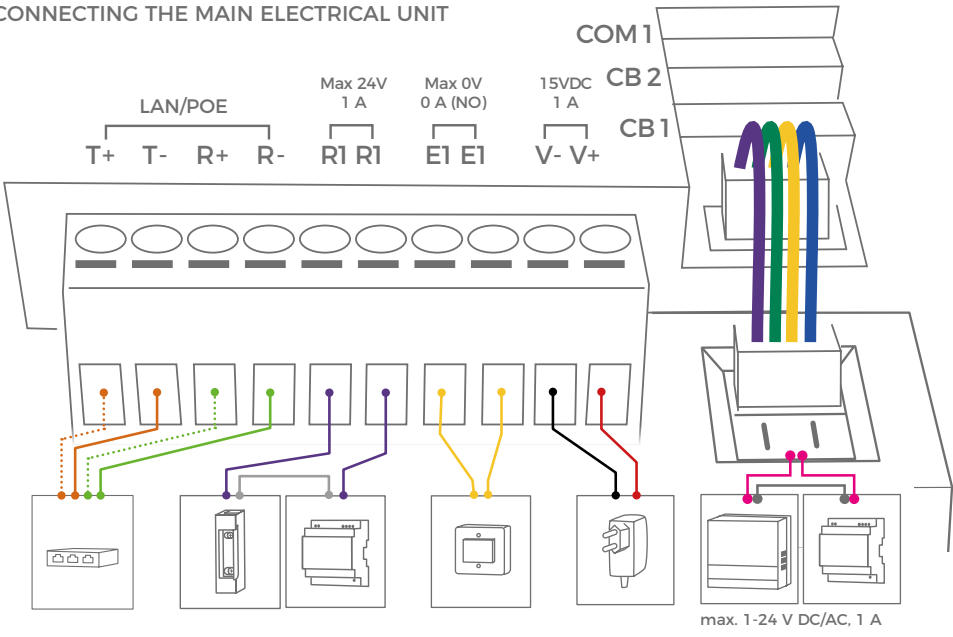 CONNECTING THE MAIN ELECTRICAL UNIT
COM 1
CB 2
CB 1
LAN/POE
Max 24V
1 A
Max 0V
0 A (NO)
15VDC
1 A
T+ T- R+ R- R1 R1 E1 E1 V- V+
max. 1-24 V DC/AC, 1 A